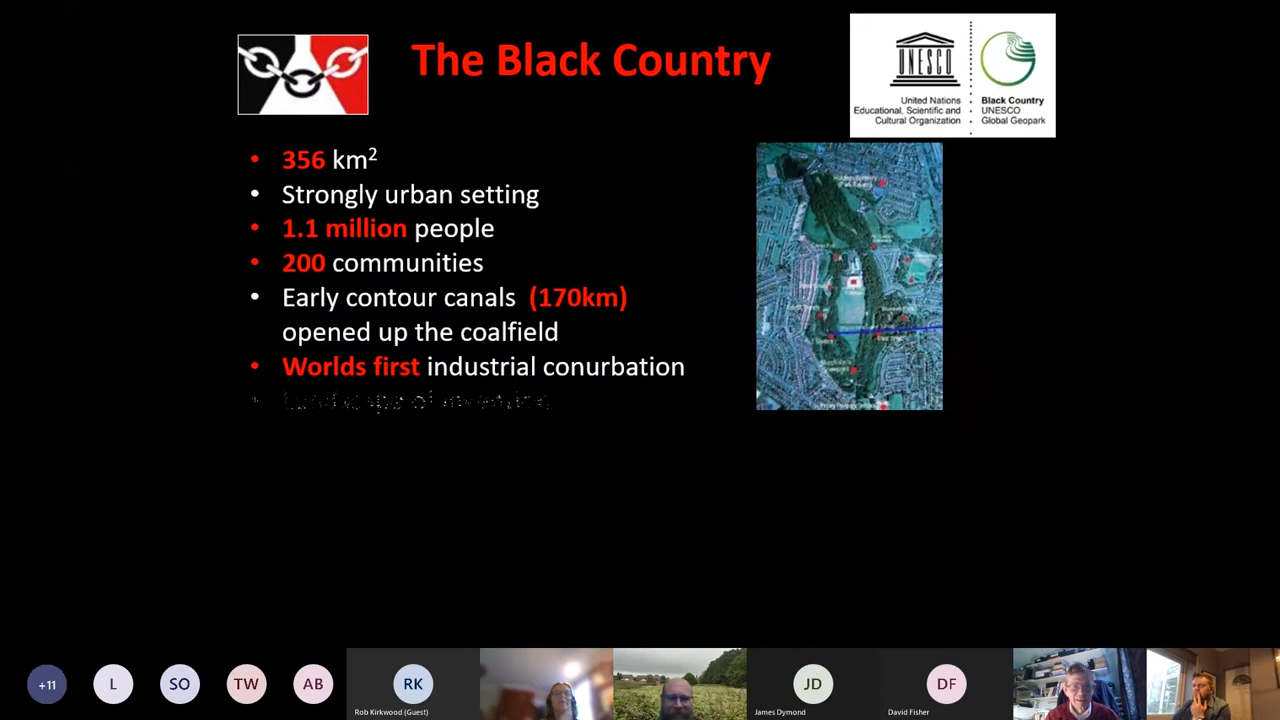 The Black Country
UNESCO
United Nations
Educational, Scientific and
Cultural Organization
Black Country
UNESCO
Global Geopark
• 356 km²
• Strongly urban setting
• 1.1 million people
• 200 communities
• Early contour canals (170km)
opened up the coalfield
• Worlds first industrial conurbation
+11
L
SO
TW
AB
RK
Rob Kirkwood (Guest)
JD
James Dymond
DF
David Fisher